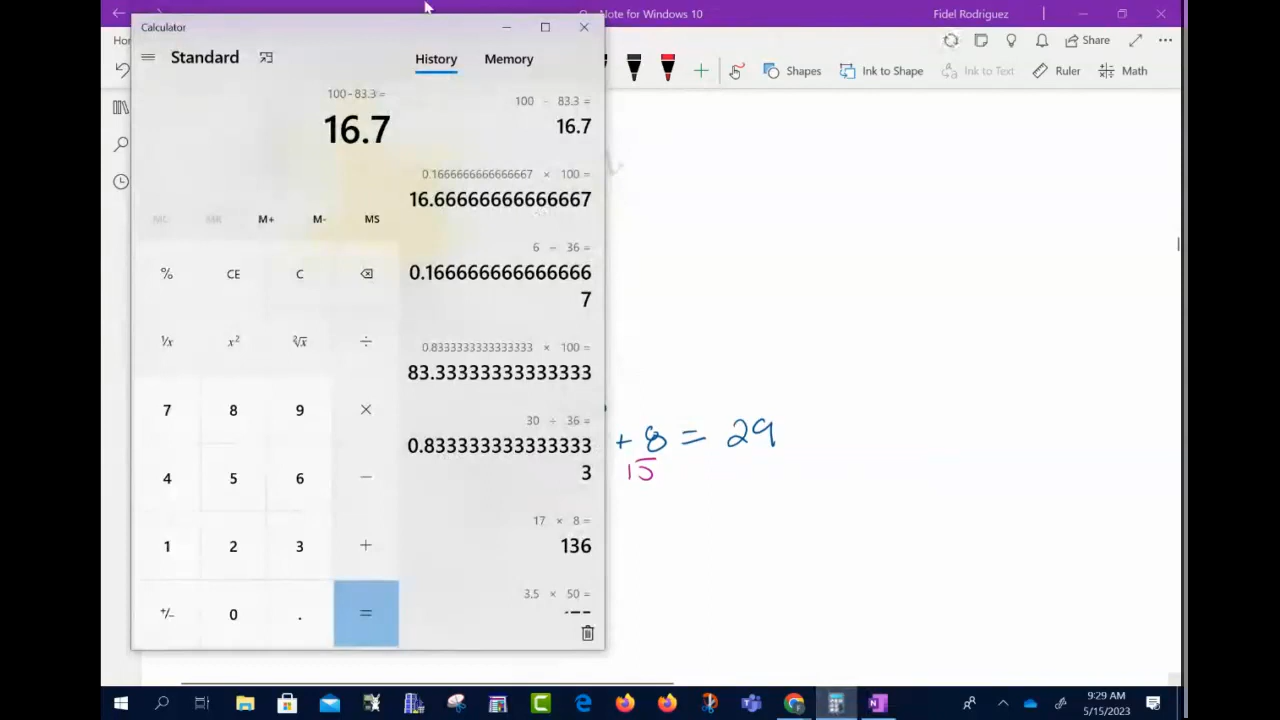 Note for Windows 10
Fidel Rodriguez
Calculator
Standard
History
Memory
Share
Shapes
Ink to Shape
Ink to Text
Ruler
Math
100 - 83.3 =
16.7
MC MR M+ M- MS
% CE C
¹/x x² ²√x ÷
7 8 9 ×
4 5 6 −
1 2 3 +
+/− 0 . =
100 - 83.3 =
16.7
0.1666666666666667 × 100 =
16.66666666666667
6 ÷ 36 =
0.166666666666666
7
0.8333333333333333 × 100 =
83.33333333333333
30 ÷ 36 =
0.833333333333333
3
17 × 8 =
136
3.5 × 50 =
+ 8 = 29
15
9:29 AM
5/15/2023